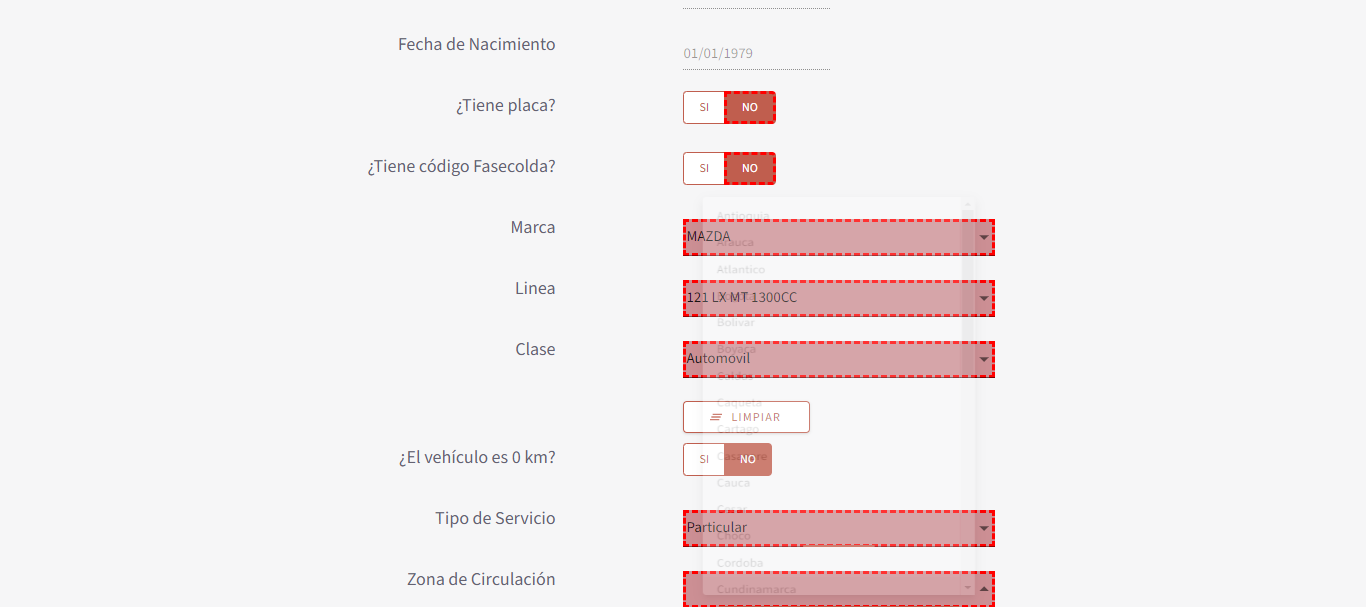 Fecha de Nacimiento
01/01/1979
¿Tiene placa?
SI NO
¿Tiene código Fasecolda?
SI NO
Antioquia
Marca
MAZDA
Arauca
Atlantico
Linea
121 LX MT 1300CC
Bolivar
Boyaca
Clase
Automovil
Caldas
Caqueta
LIMPIAR
Cartago
¿El vehículo es 0 km?
SI NO
Casanare
Cauca
Tipo de Servicio
Particular
Choco
Cordoba
Zona de Circulación
Cundinamarca